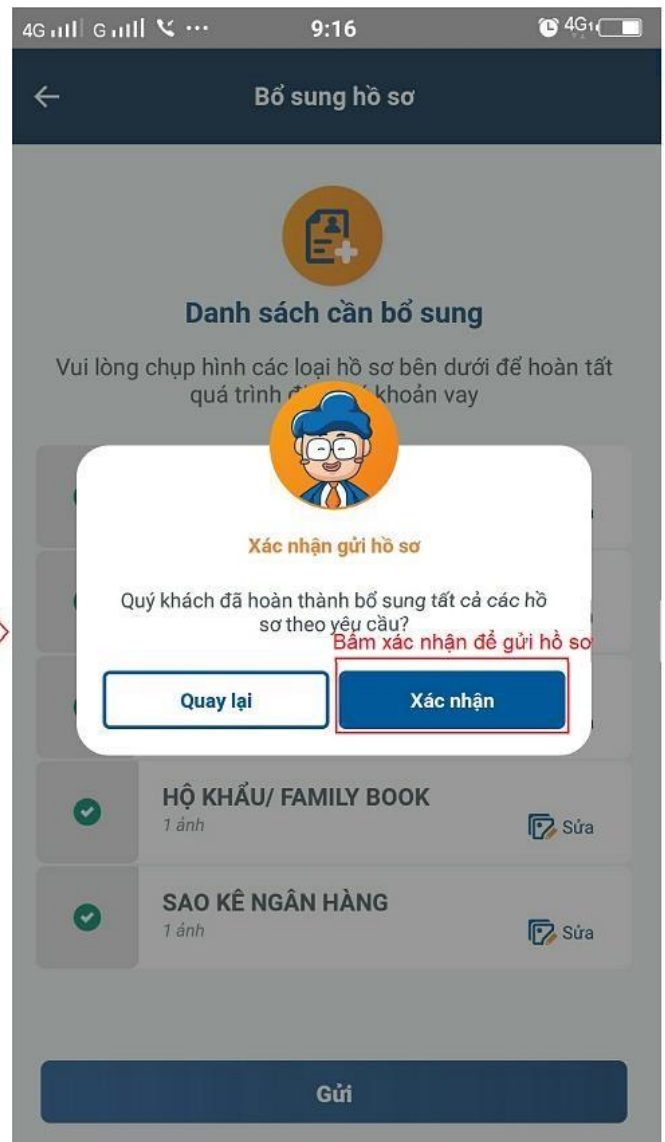 4G G ... 9:16 4G1
Bổ sung hồ sơ
Danh sách cần bổ sung
Vui lòng chụp hình các loại hồ sơ bên dưới để hoàn tất
quá trình khoản vay
Xác nhận gửi hồ sơ
Quý khách đã hoàn thành bổ sung tất cả các hồ
sơ theo yêu cầu?
Bấm xác nhận để gửi hồ sơ
Quay lại
Xác nhận
HỘ KHẨU/ FAMILY BOOK
1 ảnh
Sửa
SAO KÊ NGÂN HÀNG
1 ảnh
Sửa
Gửi